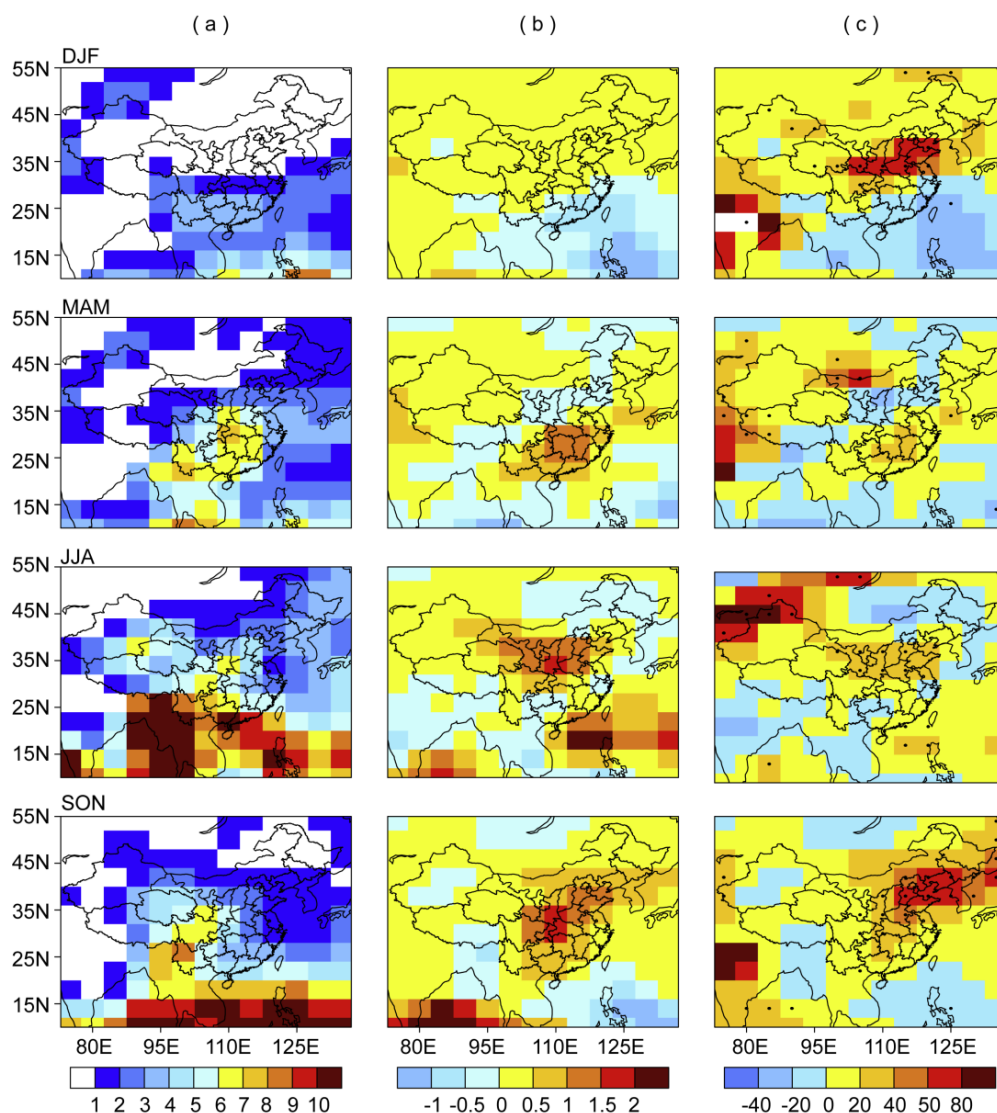 ( a ) ( b ) ( c )
DJF
55N
45N
35N
25N
15N
MAM
55N
45N
35N
25N
15N
JJA
55N
45N
35N
25N
15N
SON
55N
45N
35N
25N
15N
80E 95E 110E 125E 80E 95E 110E 125E 80E 95E 110E 125E
1 2 3 4 5 6 7 8 9 10 -1 -0.5 0 0.5 1 1.5 2 -40 -20 0 20 40 50 80